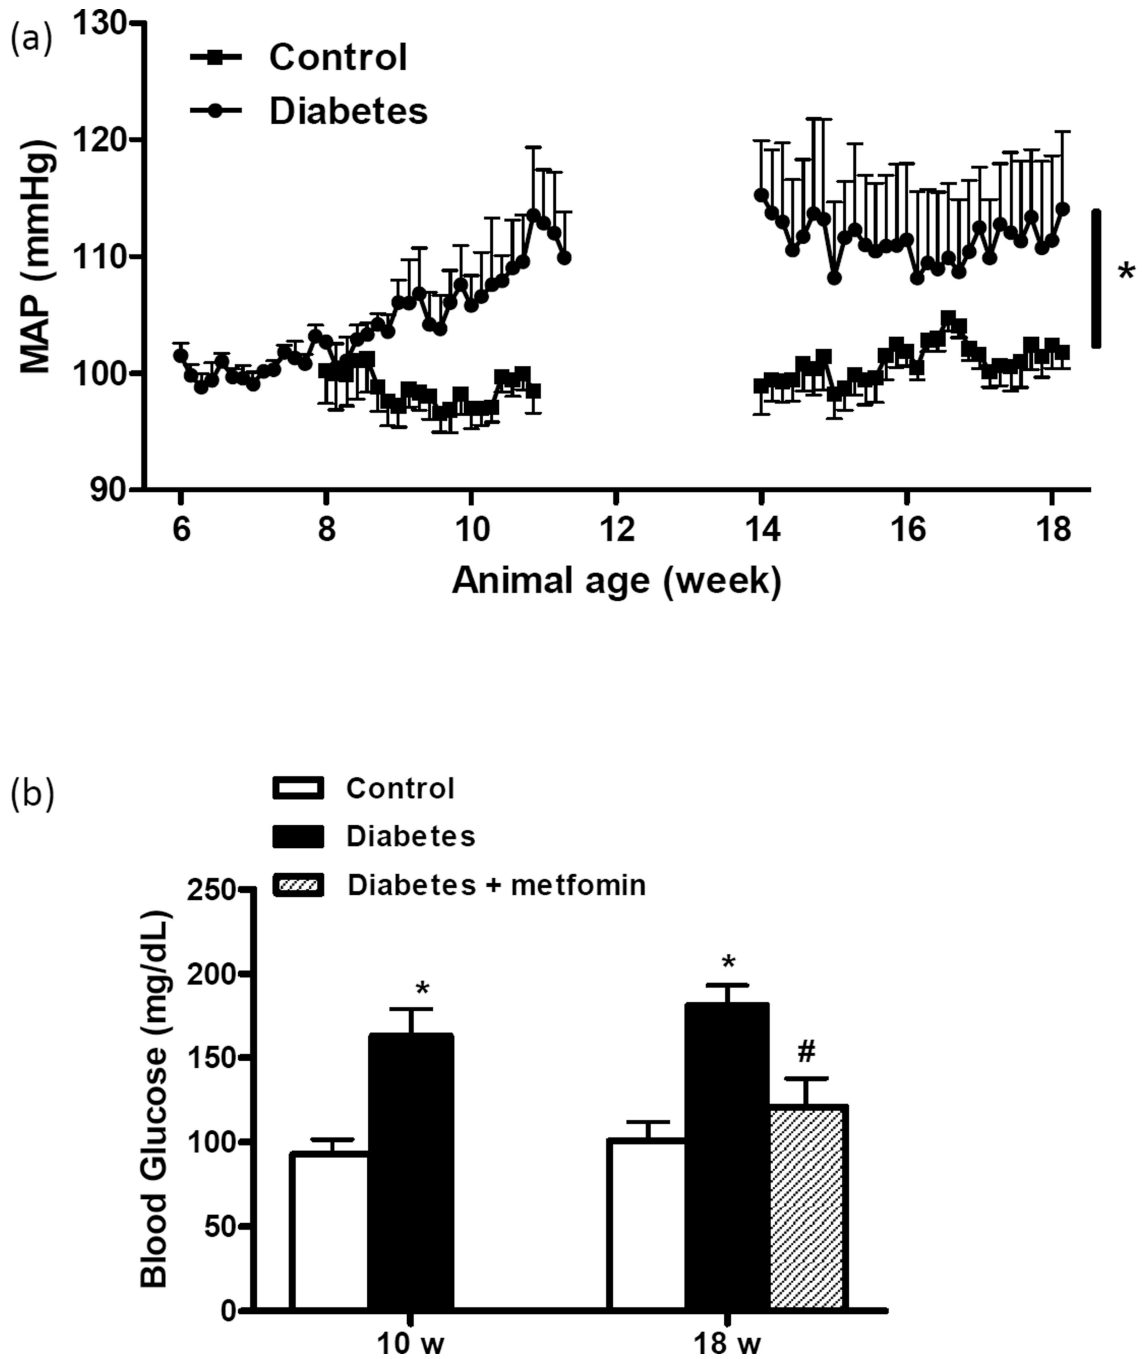 (a)
130
120
110
100
90
MAP (mmHg)
Control
Diabetes
*
6 8 10 12 14 16 18
Animal age (week)
(b)
Control
Diabetes
Diabetes + metfomin
250
200
150
100
50
0
Blood Glucose (mg/dL)
*
*
#
10 w 18 w